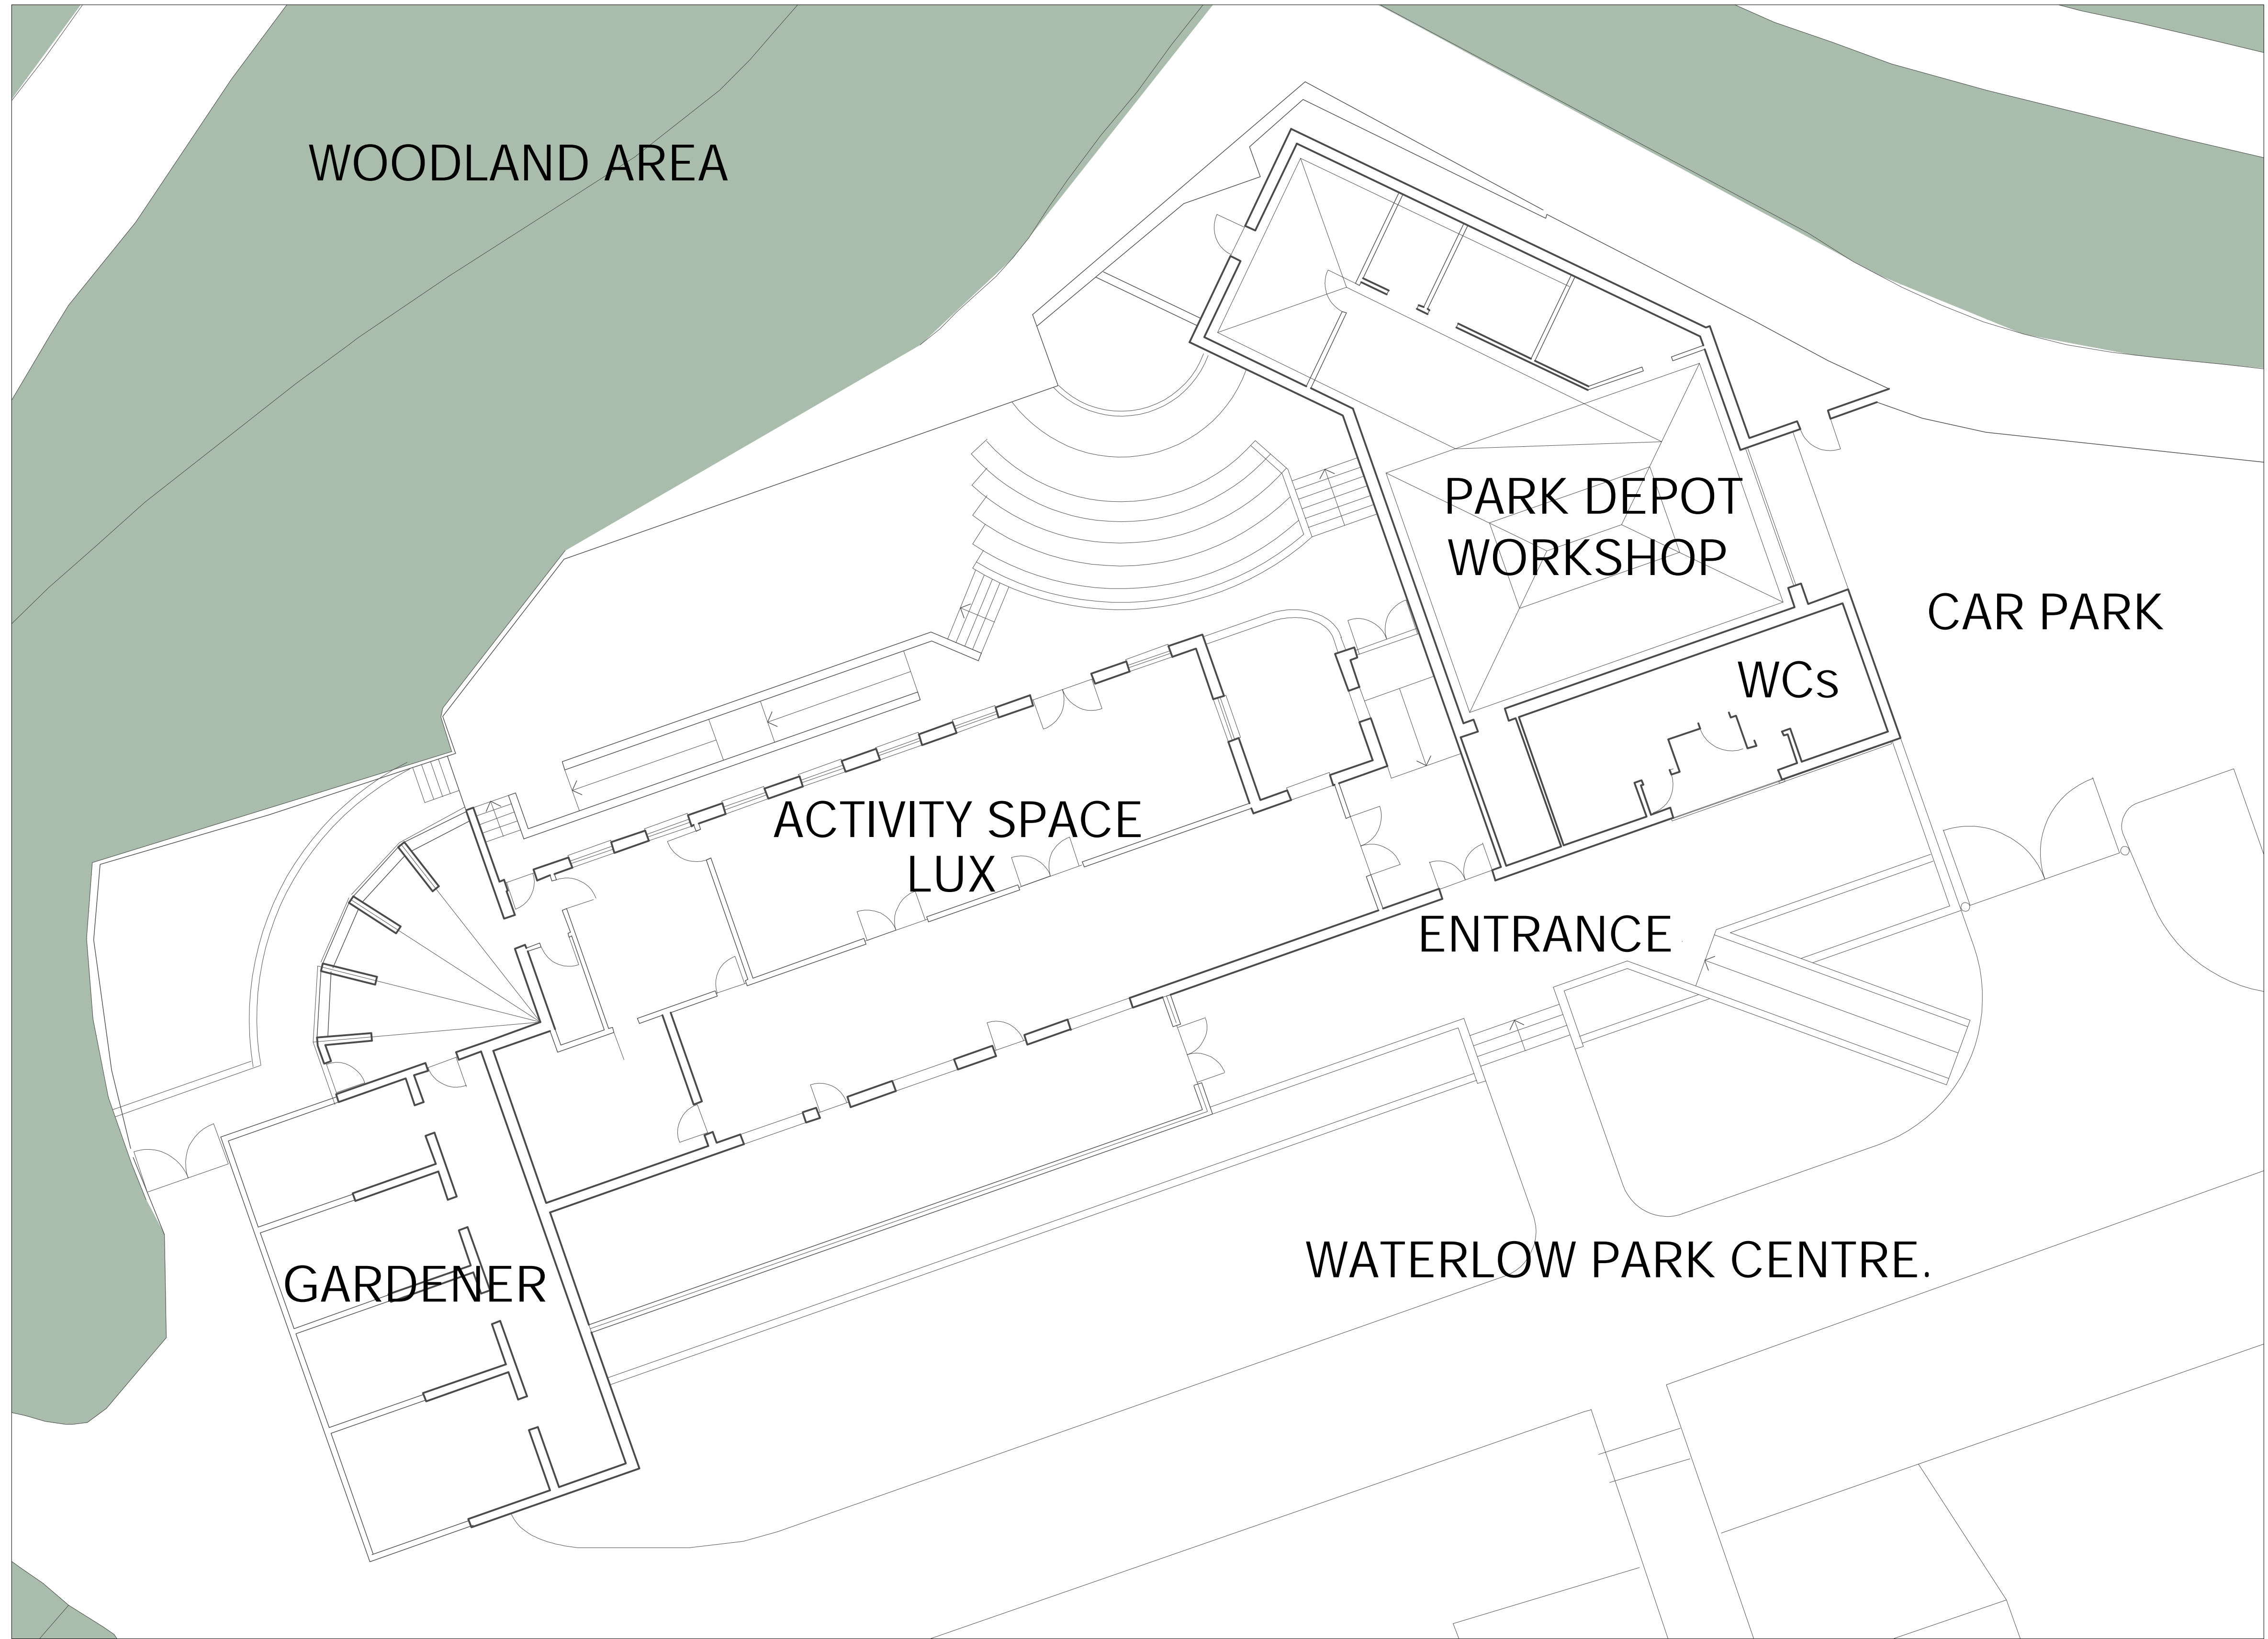 WOODLAND AREA
PARK DEPOT
WORKSHOP
CAR PARK
WCs
ACTIVITY SPACE
LUX
ENTRANCE
WATERLOW PARK CENTRE.
GARDENER